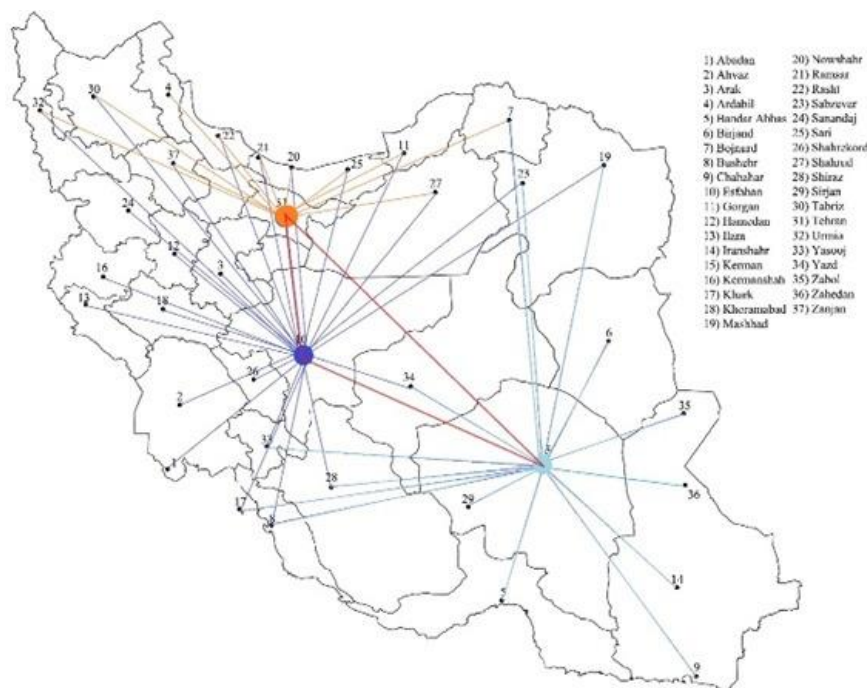 1) Abadan 20) Nowshahr
2) Ahvaz 21) Ramsar
3) Arak 22) Rasht
4) Ardabil 23) Sabzevar
5) Bandar Abbas 24) Sanandaj
6) Birjand 25) Sari
7) Bojnurd 26) Shahrekord
8) Bushehr 27) Shahrud
9) Chabahar 28) Shiraz
10) Esfahan 29) Sirjan
11) Gorgan 30) Tabriz
12) Hamedan 31) Tehran
13) Ilam 32) Urmia
14) Iranshahr 33) Yasooj
15) Kerman 34) Yazd
16) Kermanshah 35) Zabol
17) Khark 36) Zahedan
18) Khoramabad 37) Zanjan
19) Mashhad
30
4
32
7
22
21
11
20
25
19
37
23
27
24
31
12
3
16
13
18
6
26
34
2
35
33
28
36
17
29
8
14
5
9